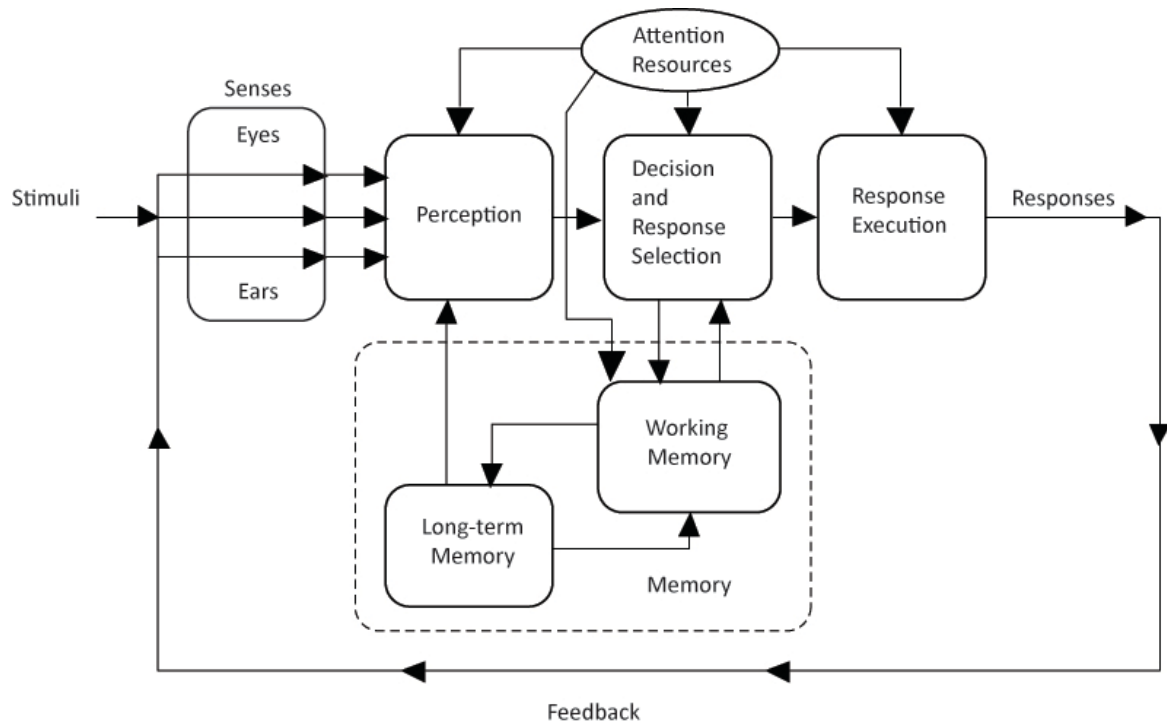 Attention
Resources
Senses
Eyes
Stimuli
Perception
Decision
and
Response
Selection
Response
Execution
Responses
Ears
Working
Memory
Long-term
Memory
Memory
Feedback